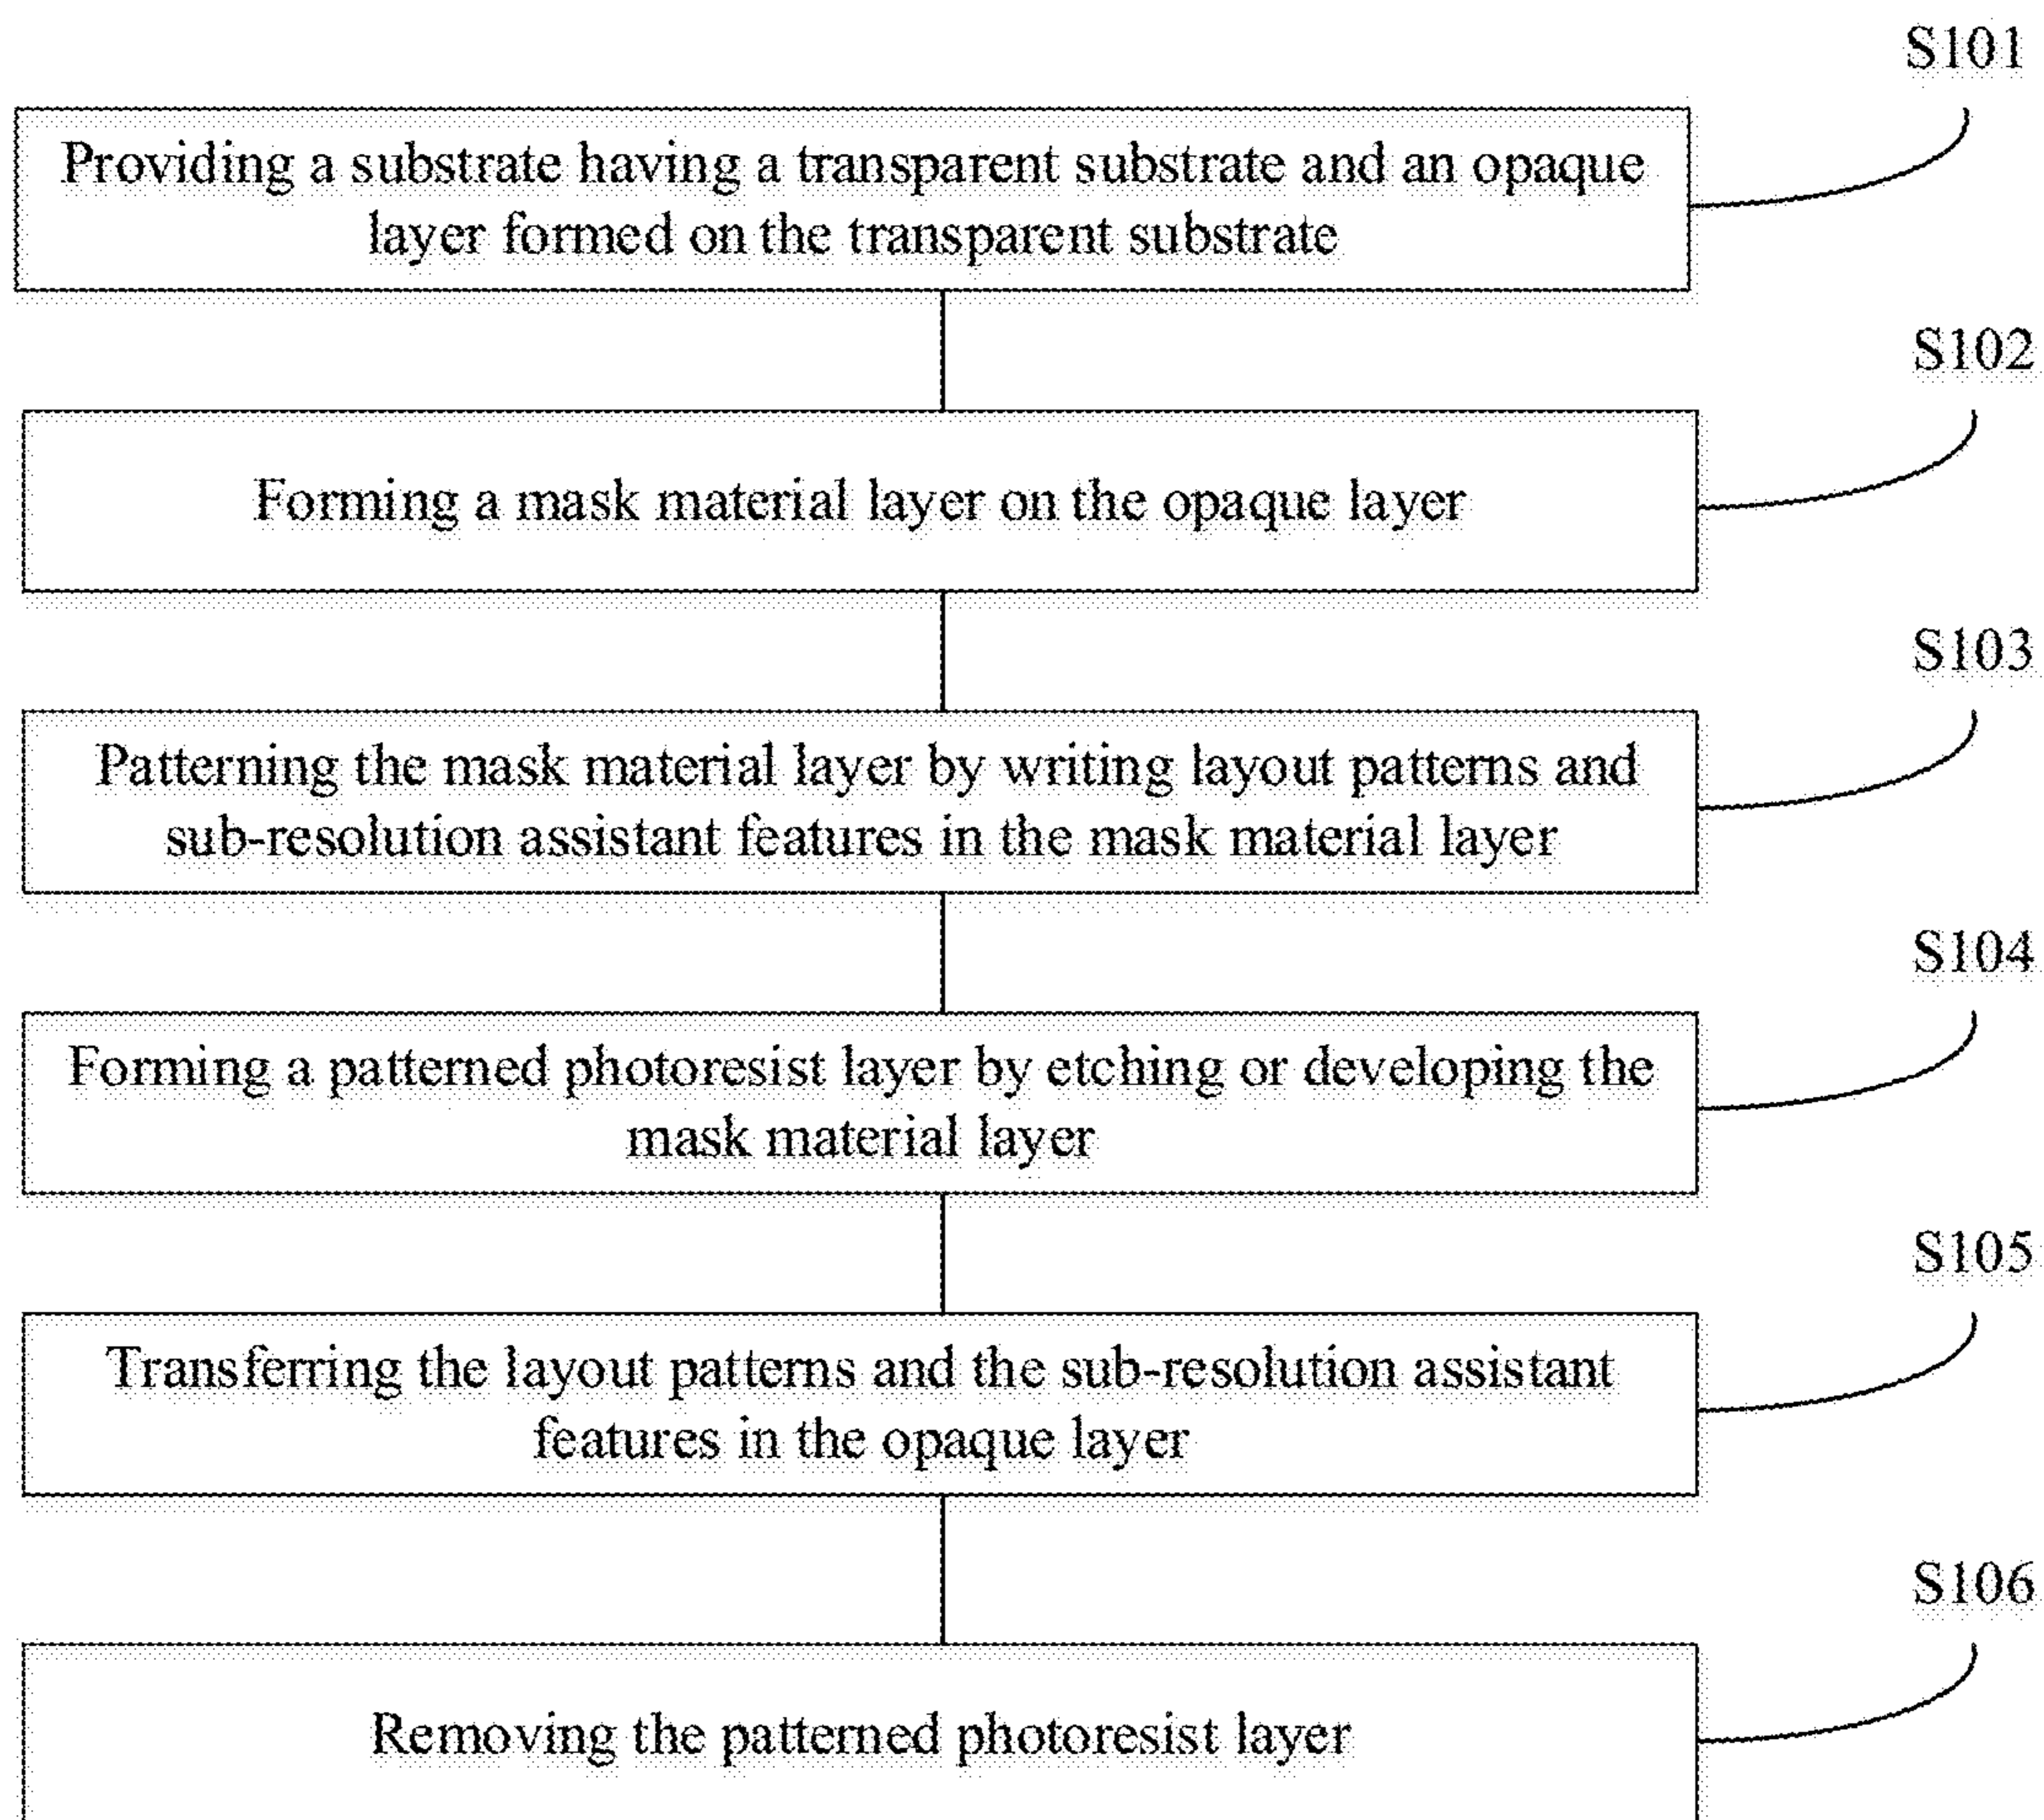 S101
Providing a substrate having a transparent substrate and an opaque
layer formed on the transparent substrate
S102
Forming a mask material layer on the opaque layer
S103
Patterning the mask material layer by writing layout patterns and
sub-resolution assistant features in the mask material layer
S104
Forming a patterned photoresist layer by etching or developing the
mask material layer
S105
Transferring the layout patterns and the sub-resolution assistant
features in the opaque layer
S106
Removing the patterned photoresist layer